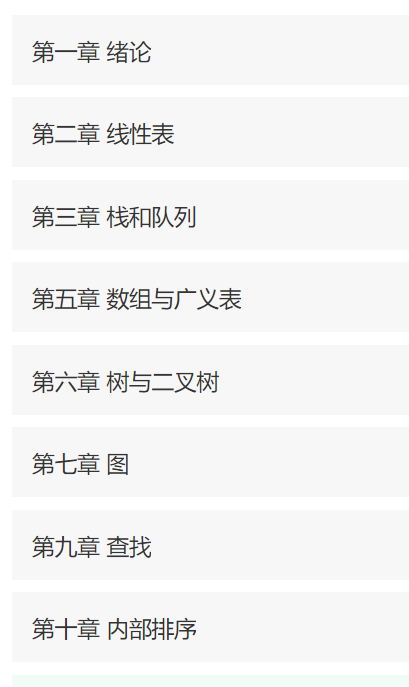 第一章 绪论
第二章 线性表
第三章 栈和队列
第五章 数组与广义表
第六章 树与二叉树
第七章 图
第九章 查找
第十章 内部排序